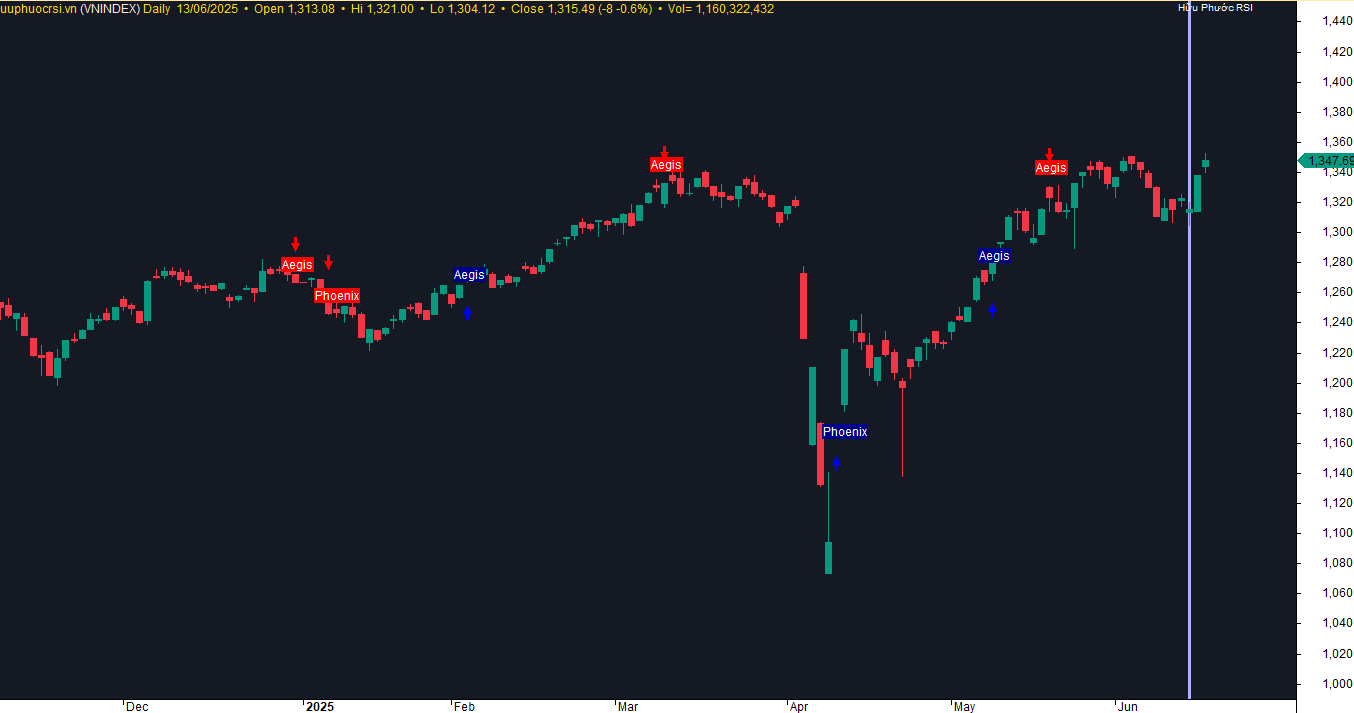 uuphuocrsi.vn (VNINDEX) Daily 13/06/2025 • Open 1,313.08 • Hi 1,321.00 • Lo 1,304.12 • Close 1,315.49 (-8 -0.6%) • Vol= 1,160,322,432
Hữu Phước RSI
1,440
1,420
1,400
1,380
1,360
1,347.69
1,340
1,320
1,300
1,280
1,260
1,240
1,220
1,200
1,180
1,160
1,140
1,120
1,100
1,080
1,060
1,040
1,020
1,000
Aegis
Phoenix
Aegis
Aegis
Phoenix
Aegis
Aegis
Dec 2025 Feb Mar Apr May Jun